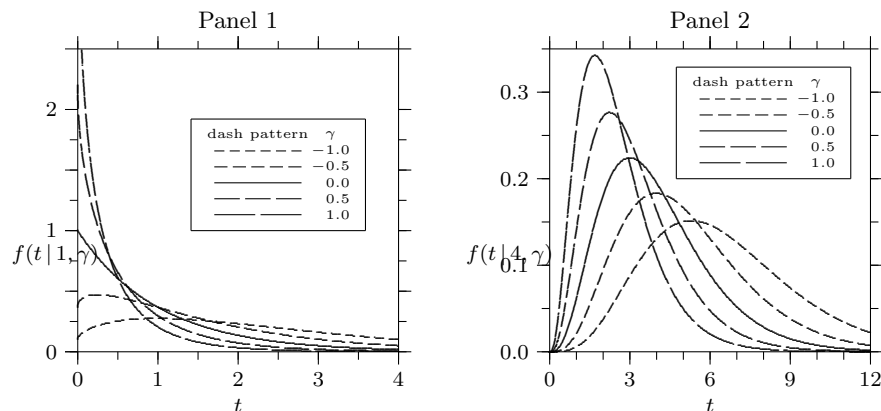 Panel 1
2
1
0
f(t | 1, γ)
dash pattern γ
−1.0
−0.5
0.0
0.5
1.0
0 1 2 3 4
t
Panel 2
0.3
0.2
0.1
0.0
f(t | 4, γ)
dash pattern γ
−1.0
−0.5
0.0
0.5
1.0
0 3 6 9 12
t